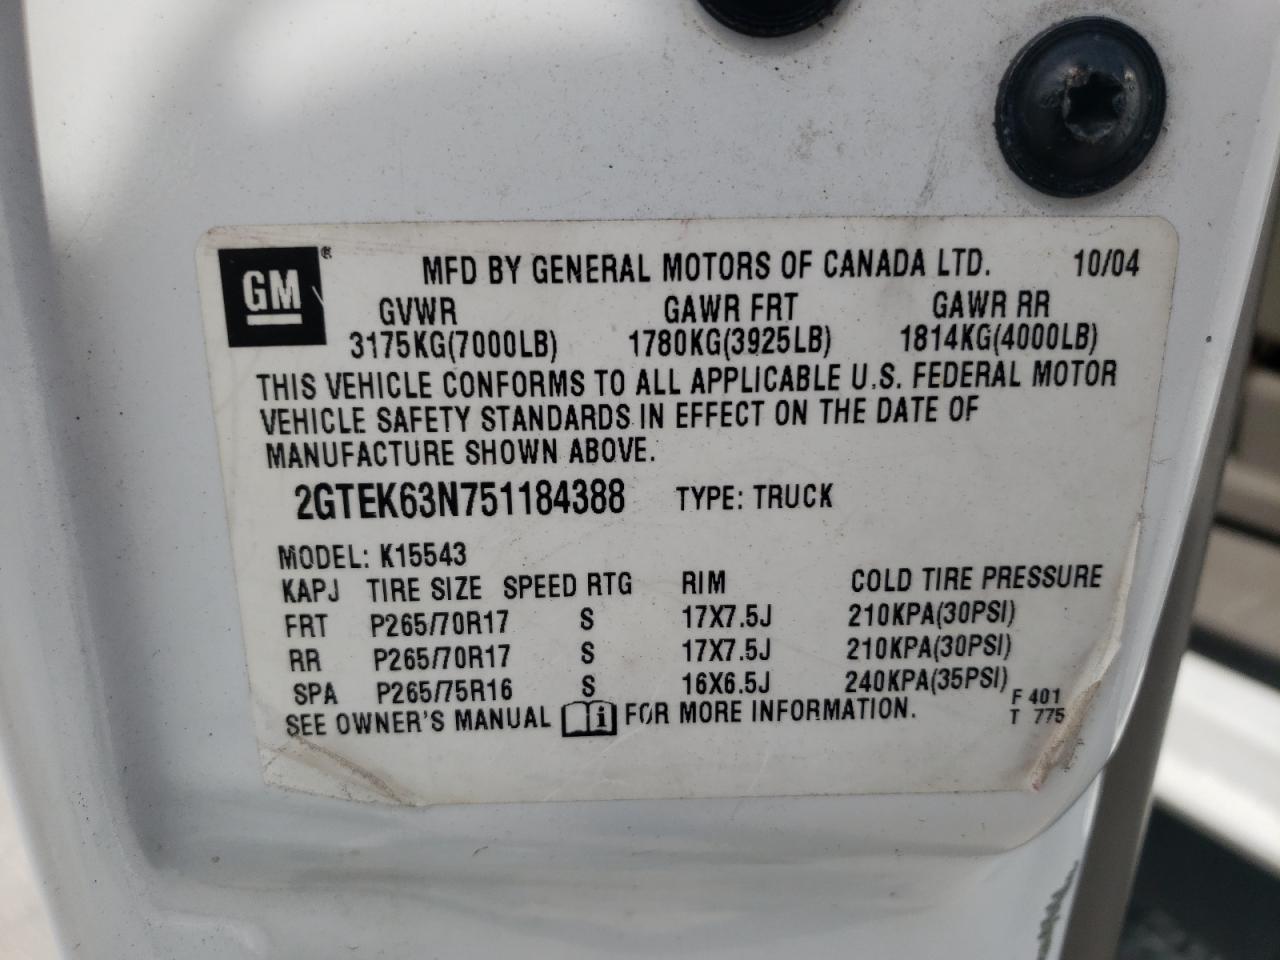 GM® MFD BY GENERAL MOTORS OF CANADA LTD. 10/04
GVWR GAWR FRT GAWR RR
3175KG(7000LB) 1780KG(3925LB) 1814KG(4000LB)
THIS VEHICLE CONFORMS TO ALL APPLICABLE U.S. FEDERAL MOTOR
VEHICLE SAFETY STANDARDS IN EFFECT ON THE DATE OF
MANUFACTURE SHOWN ABOVE.
2GTEK63N751184388 TYPE: TRUCK
MODEL: K15543
KAPJ TIRE SIZE SPEED RTG RIM COLD TIRE PRESSURE
FRT P265/70R17 S 17X7.5J 210KPA(30PSI)
RR P265/70R17 S 17X7.5J 210KPA(30PSI)
SPA P265/75R16 S 16X6.5J 240KPA(35PSI)
F 401
SEE OWNER'S MANUAL i FOR MORE INFORMATION. T 775